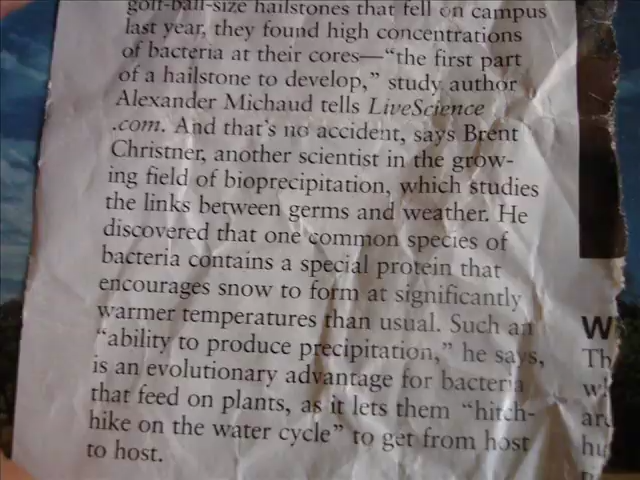 golf-ball-size hailstones that fell on campus
last year, they found high concentrations
of bacteria at their cores—“the first part
of a hailstone to develop,” study author
Alexander Michaud tells LiveScience
.com. And that’s no accident, says Brent
Christner, another scientist in the grow-
ing field of bioprecipitation, which studies
the links between germs and weather. He
discovered that one common species of
bacteria contains a special protein that
encourages snow to form at significantly
warmer temperatures than usual. Such an
“ability to produce precipitation,” he says,
is an evolutionary advantage for bacteria
that feed on plants, as it lets them “hitch-
hike on the water cycle” to get from host
to host.
W
Th